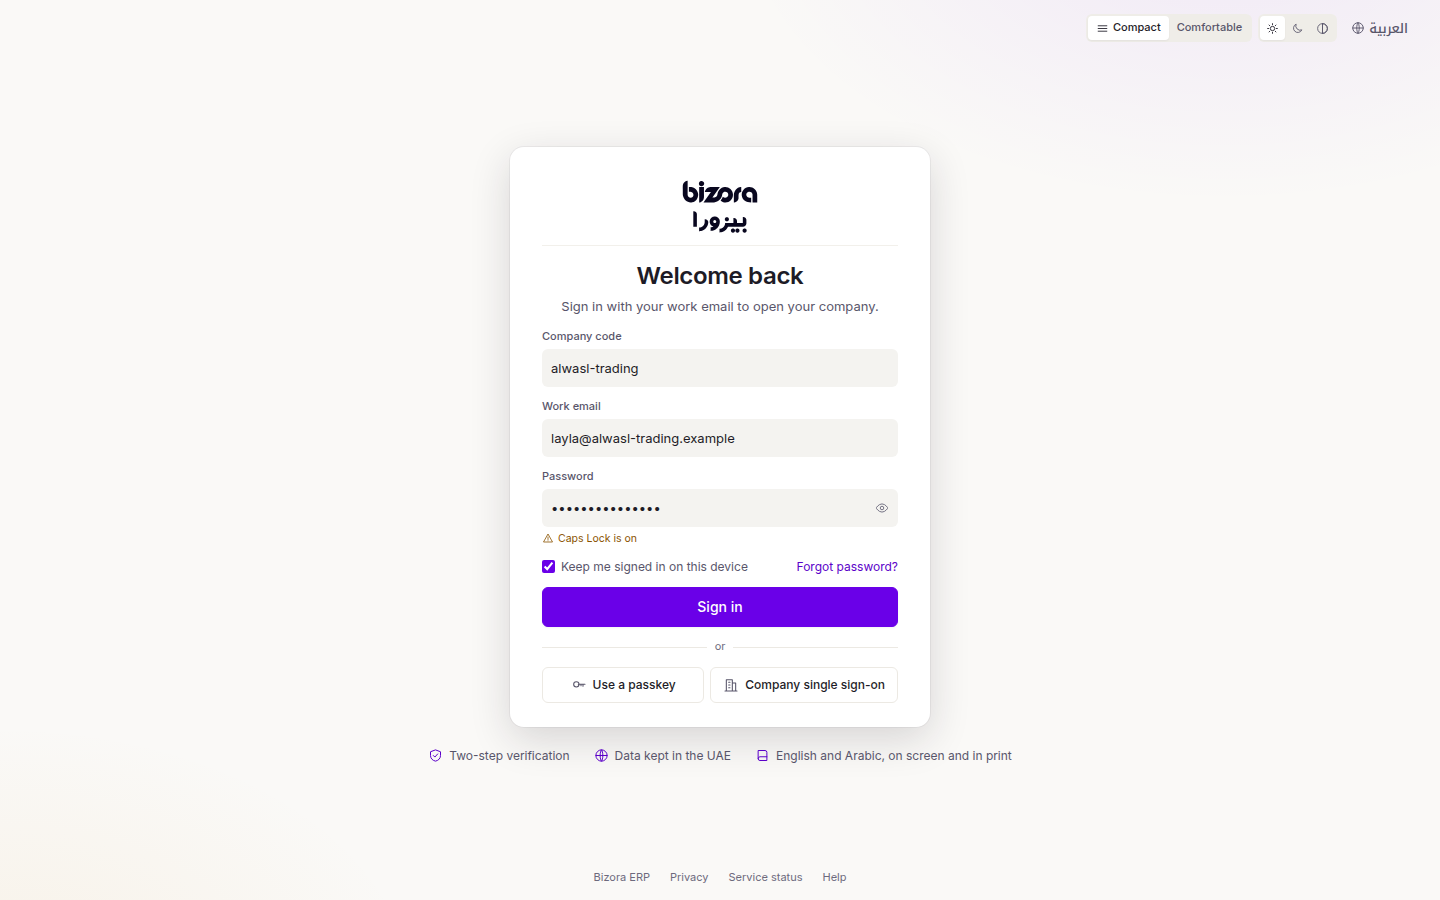 Compact Comfortable العربية
bizora
بيزورا
Welcome back
Sign in with your work email to open your company.
Company code
alwasl-trading
Work email
layla@alwasl-trading.example
Password
•••••••••••••••
Caps Lock is on
Keep me signed in on this device Forgot password?
Sign in
or
Use a passkey Company single sign-on
Two-step verification Data kept in the UAE English and Arabic, on screen and in print
Bizora ERP Privacy Service status Help